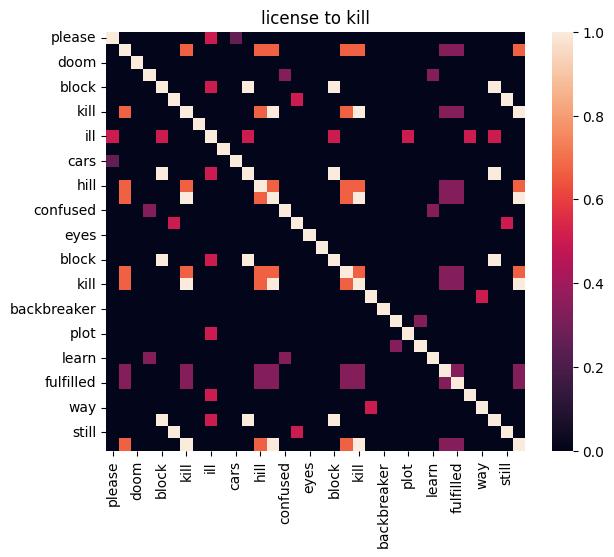 license to kill
please
doom
block
kill
ill
cars
hill
confused
eyes
block
kill
backbreaker
plot
learn
fulfilled
way
still
1.0
0.8
0.6
0.4
0.2
0.0
please
doom
block
kill
ill
cars
hill
confused
eyes
block
kill
backbreaker
plot
learn
fulfilled
way
still